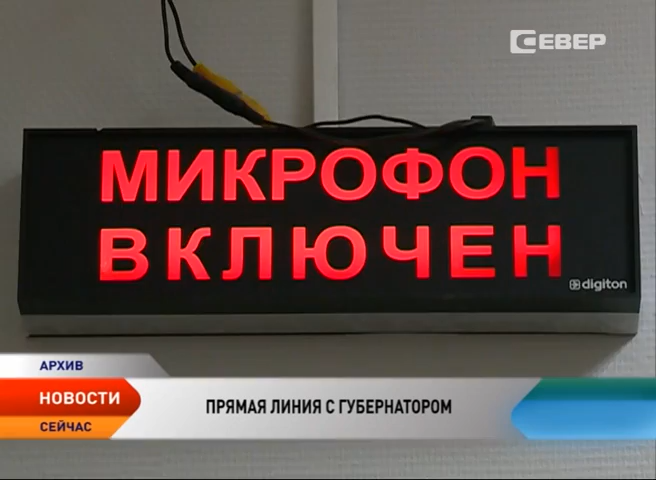 СЕВЕР
МИКРОФОН
ВКЛЮЧЕН
digiton
АРХИВ
НОВОСТИ
ПРЯМАЯ ЛИНИЯ С ГУБЕРНАТОРОМ
СЕЙЧАС